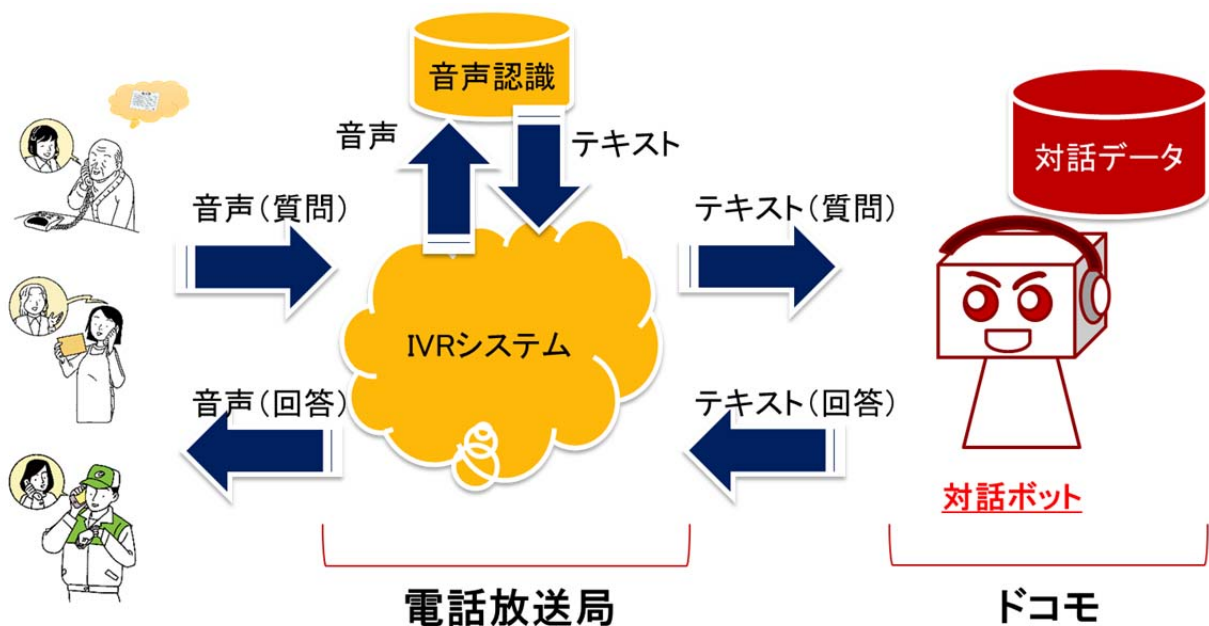 音声認識
音声
テキスト
対話データ
音声(質問)
テキスト(質問)
IVRシステム
音声(回答)
テキスト(回答)
対話ボット
電話放送局
ドコモ